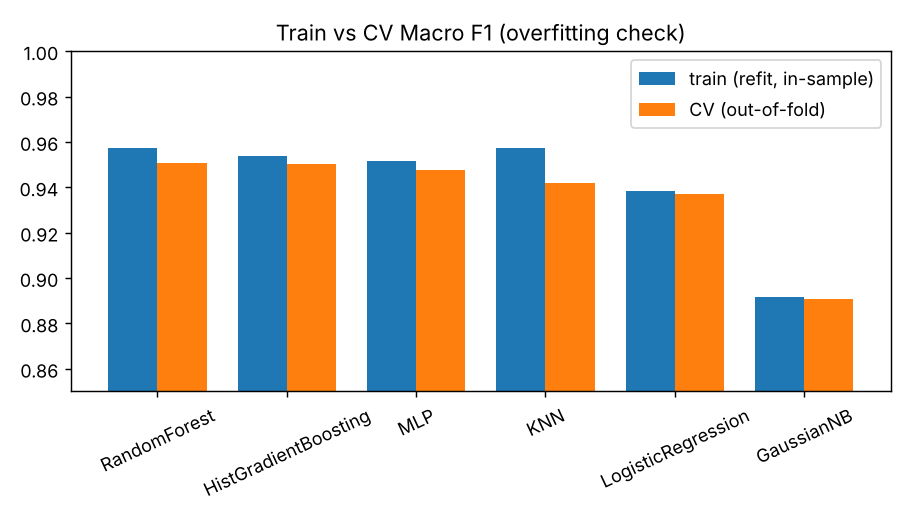 Train vs CV Macro F1 (overfitting check)
1.00
0.98
0.96
0.94
0.92
0.90
0.88
0.86
train (refit, in-sample)
CV (out-of-fold)
RandomForest
HistGradientBoosting
MLP
KNN
LogisticRegression
GaussianNB